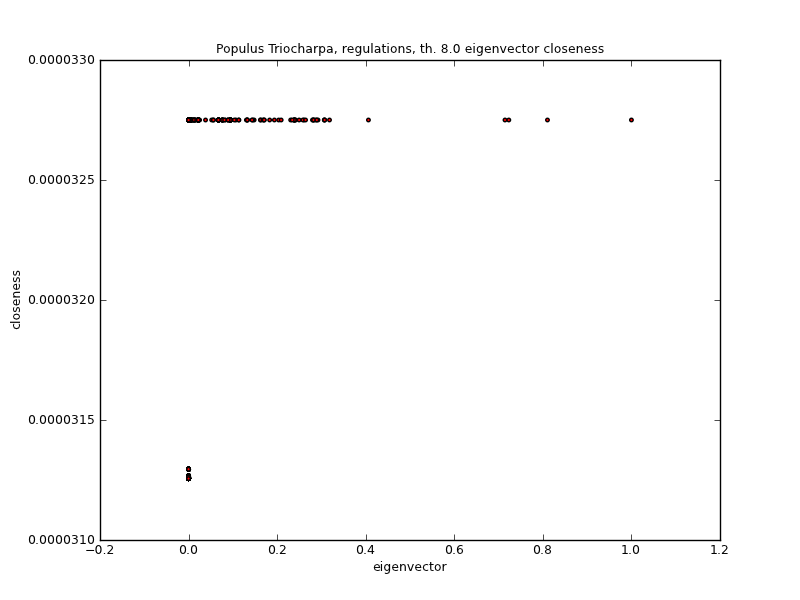 Populus Triocharpa, regulations, th. 8.0 eigenvector closeness
0.0000330
0.0000325
0.0000320
0.0000315
0.0000310
closeness
−0.2 0.0 0.2 0.4 0.6 0.8 1.0 1.2
eigenvector